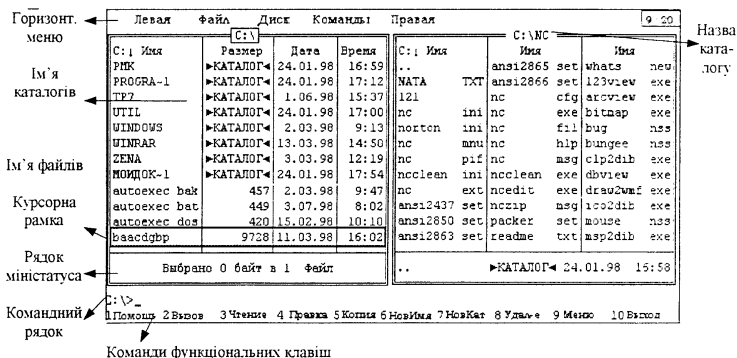 Горизонт. меню
Левая Файл Диск Команды Правая 9 20
C:\ C:\NC
Назва ката-логу
C:↓ Имя Размер Дата Время
PMK ►КАТАЛОГ◄ 24.01.98 16:59
PROGRA~1 ►КАТАЛОГ◄ 24.01.98 17:12
TP7 ►КАТАЛОГ◄ 1.06.98 15:37
UTIL ►КАТАЛОГ◄ 24.01.98 17:00
WINDOWS ►КАТАЛОГ◄ 2.03.98 9:13
WINRAR ►КАТАЛОГ◄ 13.03.98 14:50
ZENA ►КАТАЛОГ◄ 3.03.98 12:19
МОИДОК~1 ►КАТАЛОГ◄ 24.01.98 17:54
autoexec bak 457 2.03.98 9:47
autoexec bat 449 3.07.98 8:02
autoexec dos 420 15.02.98 10:10
baacdgbp 9728 11.03.98 16:02
Выбрано 0 байт в 1 Файл
C:↓ Имя Имя Имя
.. ansi2865 set whats new
NATA TXT ansi2866 set 123view exe
121 nc cfg arcview exe
nc ini nc exe bitmap exe
norton ini nc fil bug nss
nc mnu nc hlp bungee nss
nc pif nc msg clp2dib exe
ncclean ini ncclean exe dbview exe
nc ext ncedit exe draw2wmf exe
ansi2437 set nczip msg ico2dib exe
ansi2850 set packer set mouse nss
ansi2863 set readme txt msp2dib exe
.. ►КАТАЛОГ◄ 24.01.98 16:58
Ім`я каталогів
Ім`я файлів
Курсорна рамка
Рядок міністатуса
Командний рядок
C:\>_
1Помощь 2Вызов 3Чтение 4 Правка 5Копия 6НовИмя 7НовКат 8 Удал-е 9 Меню 10Выход
Команди функціональних клавіш